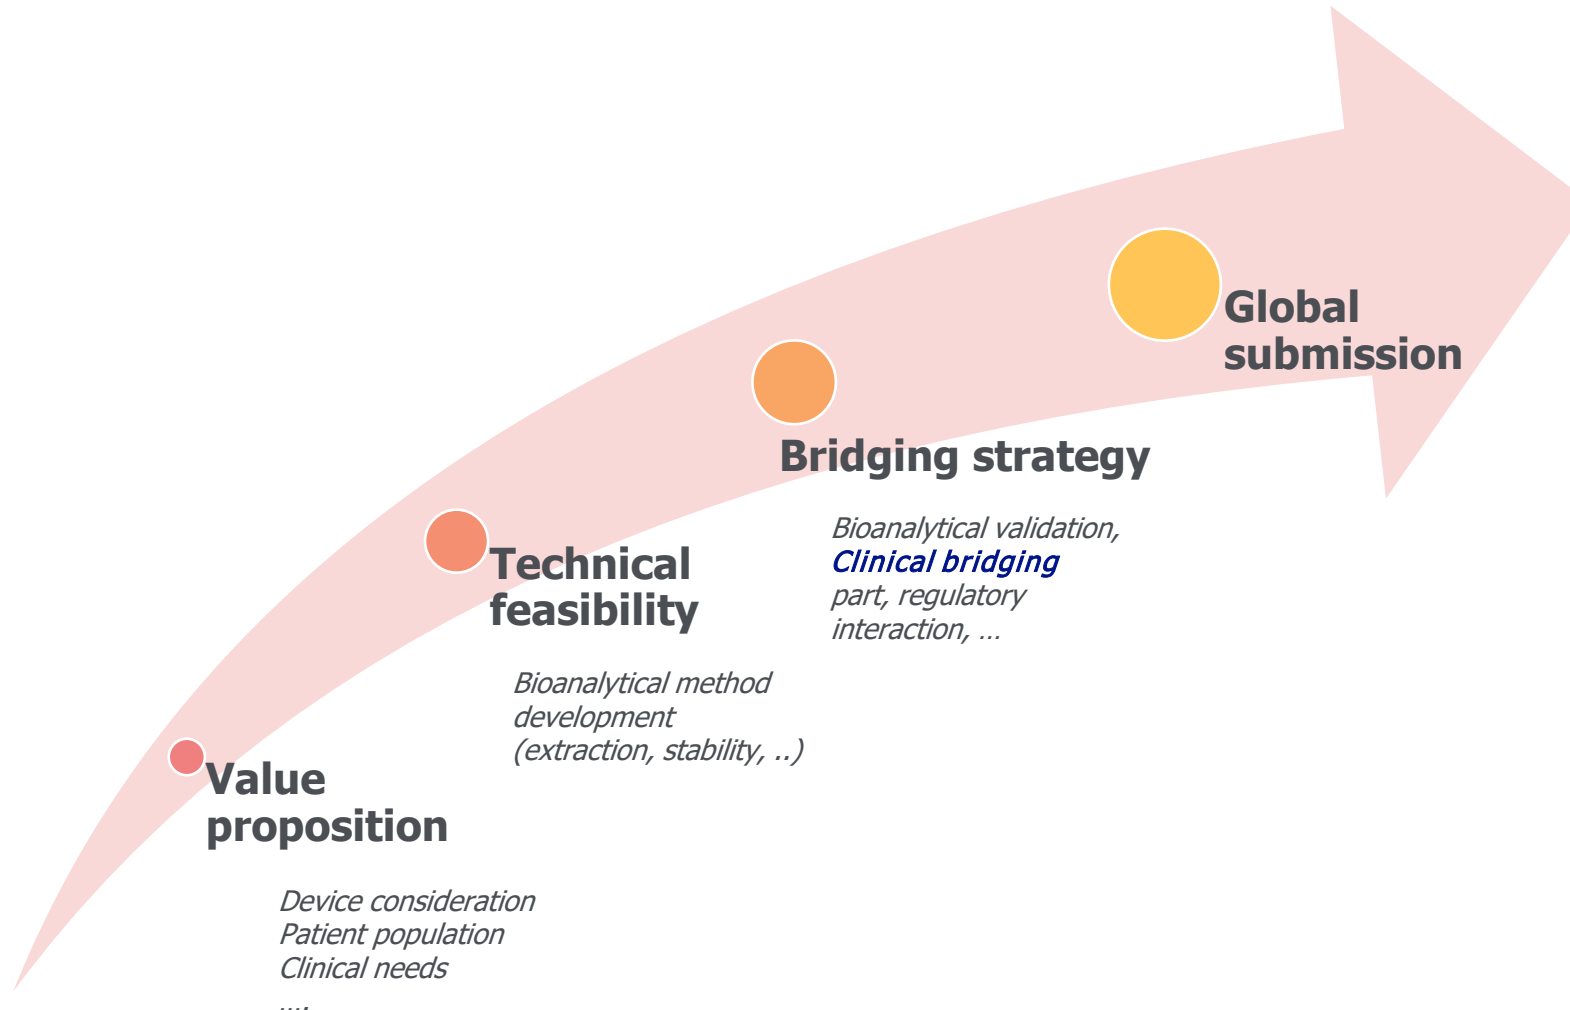 Global
submission
Bridging strategy
Bioanalytical validation,
Clinical bridging
part, regulatory
interaction, ...
Technical
feasibility
Bioanalytical method
development
(extraction, stability, ..)
Value
proposition
Device consideration
Patient population
Clinical needs
....